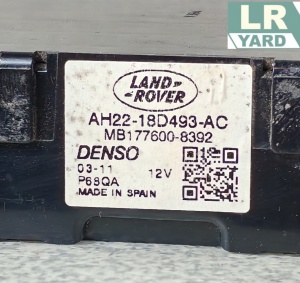 LR
YARD
LAND
ROVER
AH22-18D493-AC
MB177600-8392
DENSO
03-11 12V
P68QA
MADE IN SPAIN